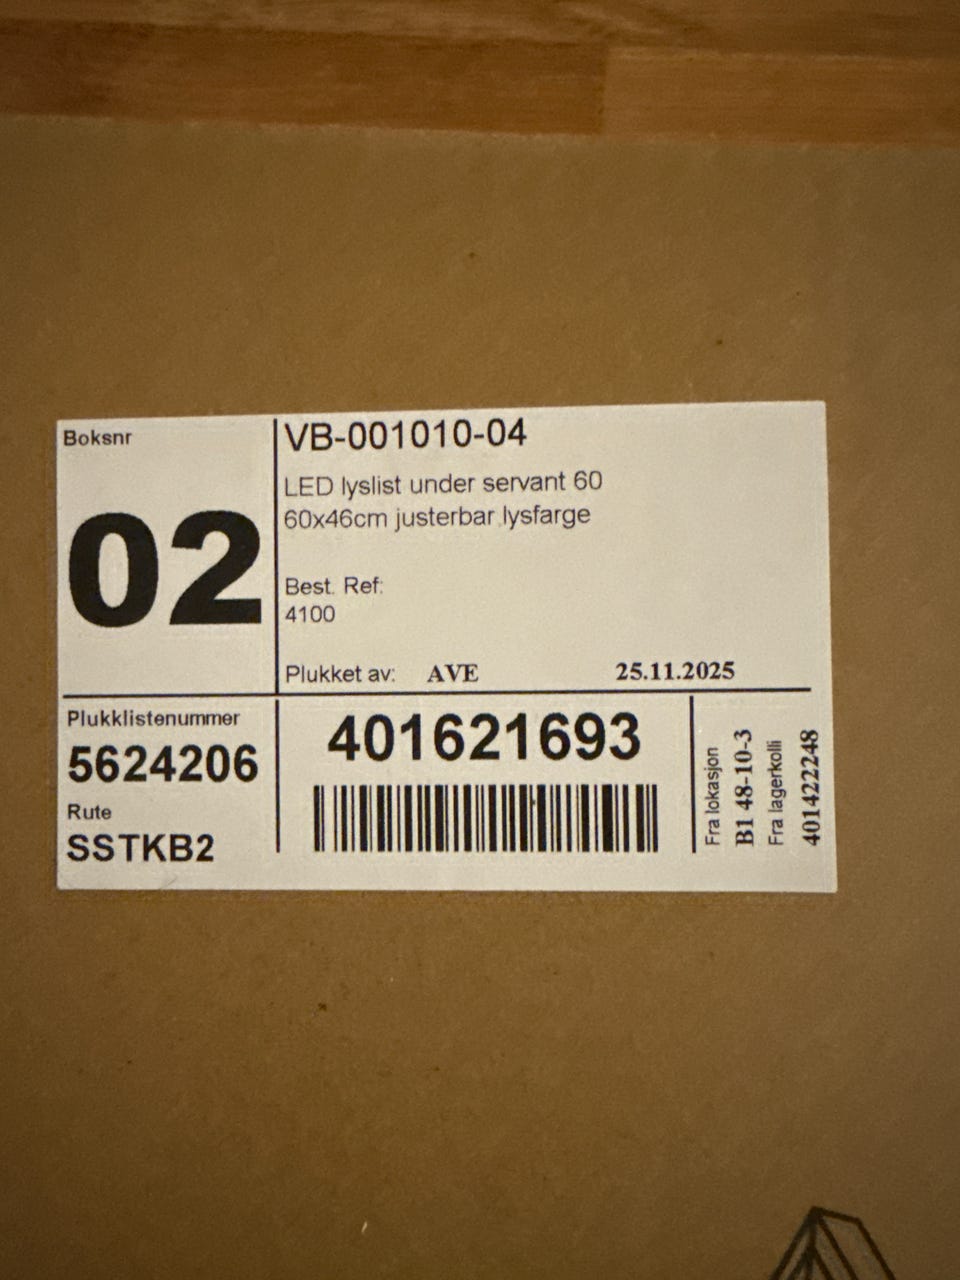 Boksnr
02
VB-001010-04
LED lyslist under servant 60
60x46cm justerbar lysfarge
Best. Ref:
4100
Plukket av: AVE 25.11.2025
Plukklistenummer
5624206
Rute
SSTKB2
401621693
Fra lokasjon
B1 48-10-3
Fra lagerkolli
401422248